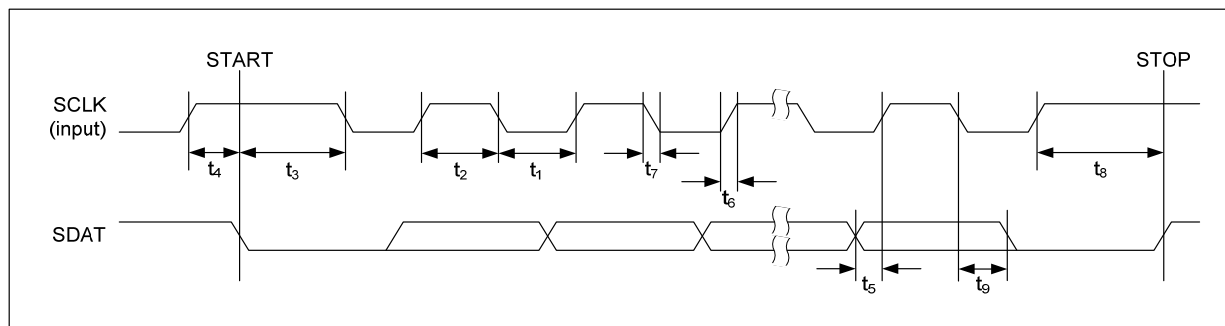 START STOP
SCLK
(input)
t4 t3 t2 t1 t7 t6 t8
SDAT
t5 t9